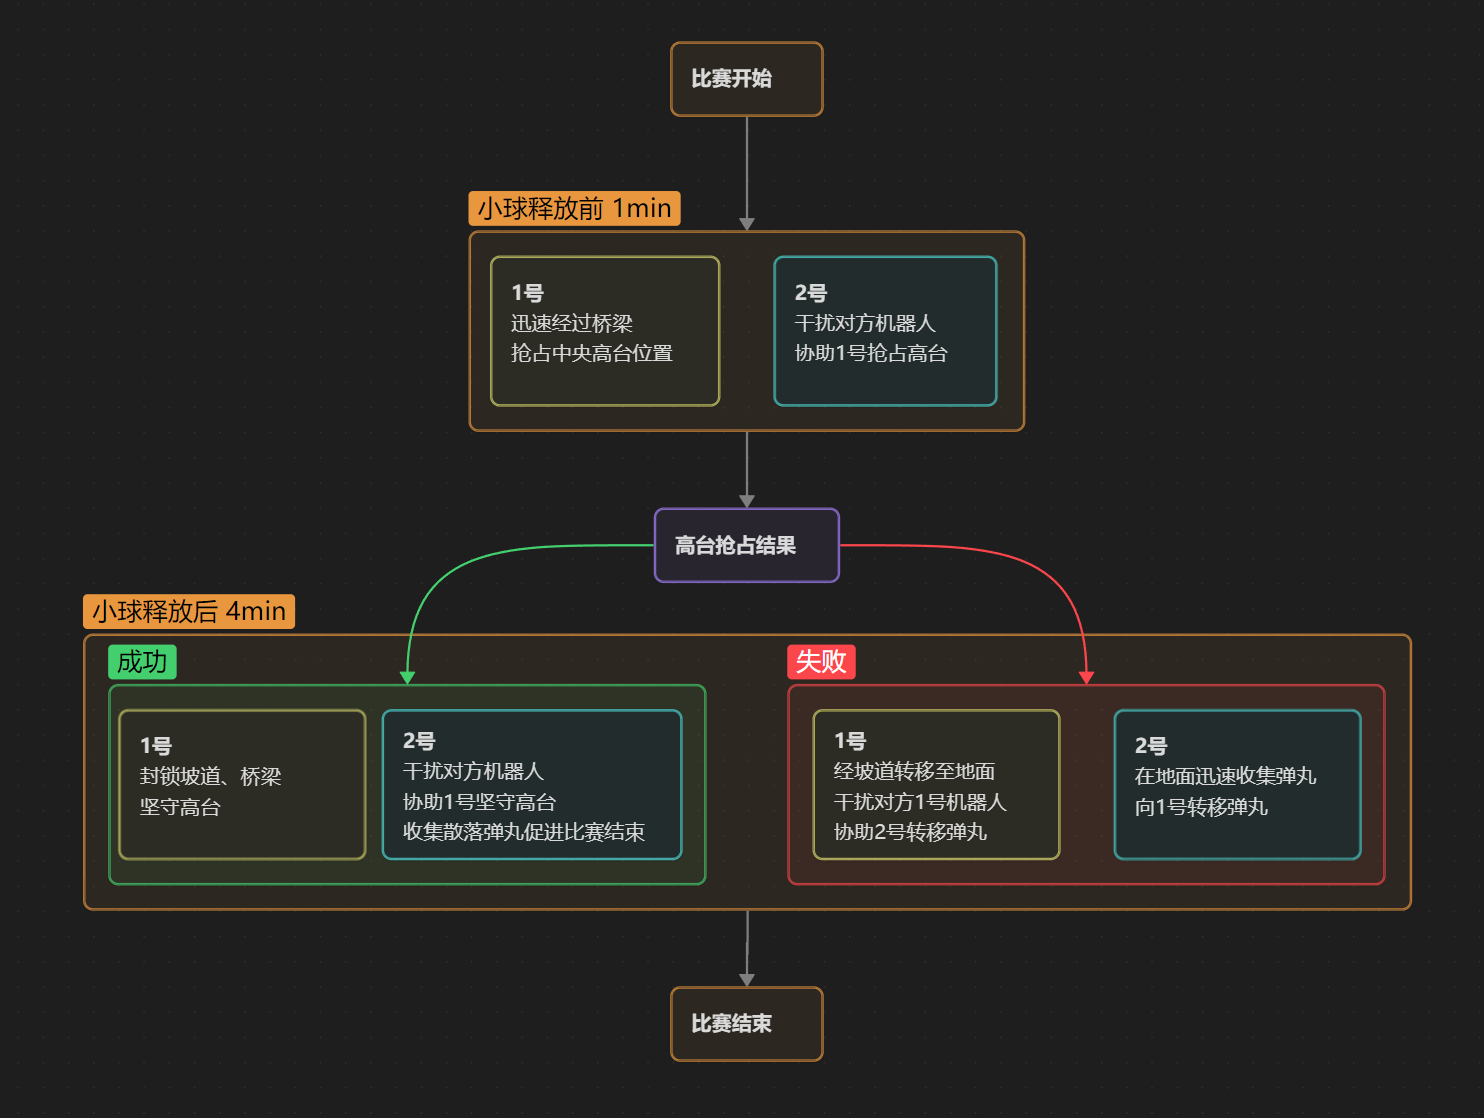 比赛开始
小球释放前 1min
1号
迅速经过桥梁
抢占中央高台位置
2号
干扰对方机器人
协助1号抢占高台
高台抢占结果
小球释放后 4min
成功
1号
封锁坡道、桥梁
坚守高台
2号
干扰对方机器人
协助1号坚守高台
收集散落弹丸促进比赛结束
失败
1号
经坡道转移至地面
干扰对方1号机器人
协助2号转移弹丸
2号
在地面迅速收集弹丸
向1号转移弹丸
比赛结束